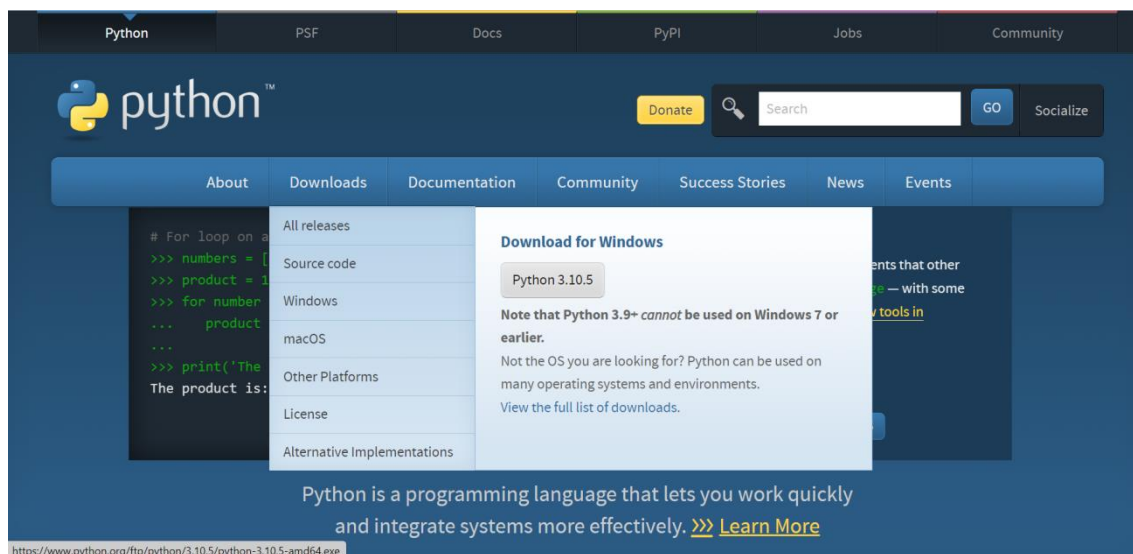 Python PSF Docs PyPI Jobs Community
python™
Donate Search GO Socialize
About Downloads Documentation Community Success Stories News Events
All releases
Source code
Windows
macOS
Other Platforms
License
Alternative Implementations
Download for Windows
Python 3.10.5
Note that Python 3.9+ cannot be used on Windows 7 or
earlier.
Not the OS you are looking for? Python can be used on
many operating systems and environments.
View the full list of downloads.
# For loop on a
>>> numbers = [
>>> product = 1
>>> for number
... product
...
>>> print('The
The product is:
ents that other
— with some
tools in
Python is a programming language that lets you work quickly
and integrate systems more effectively. >>> Learn More
https://www.python.org/ftp/python/3.10.5/python-3.10.5-amd64.exe